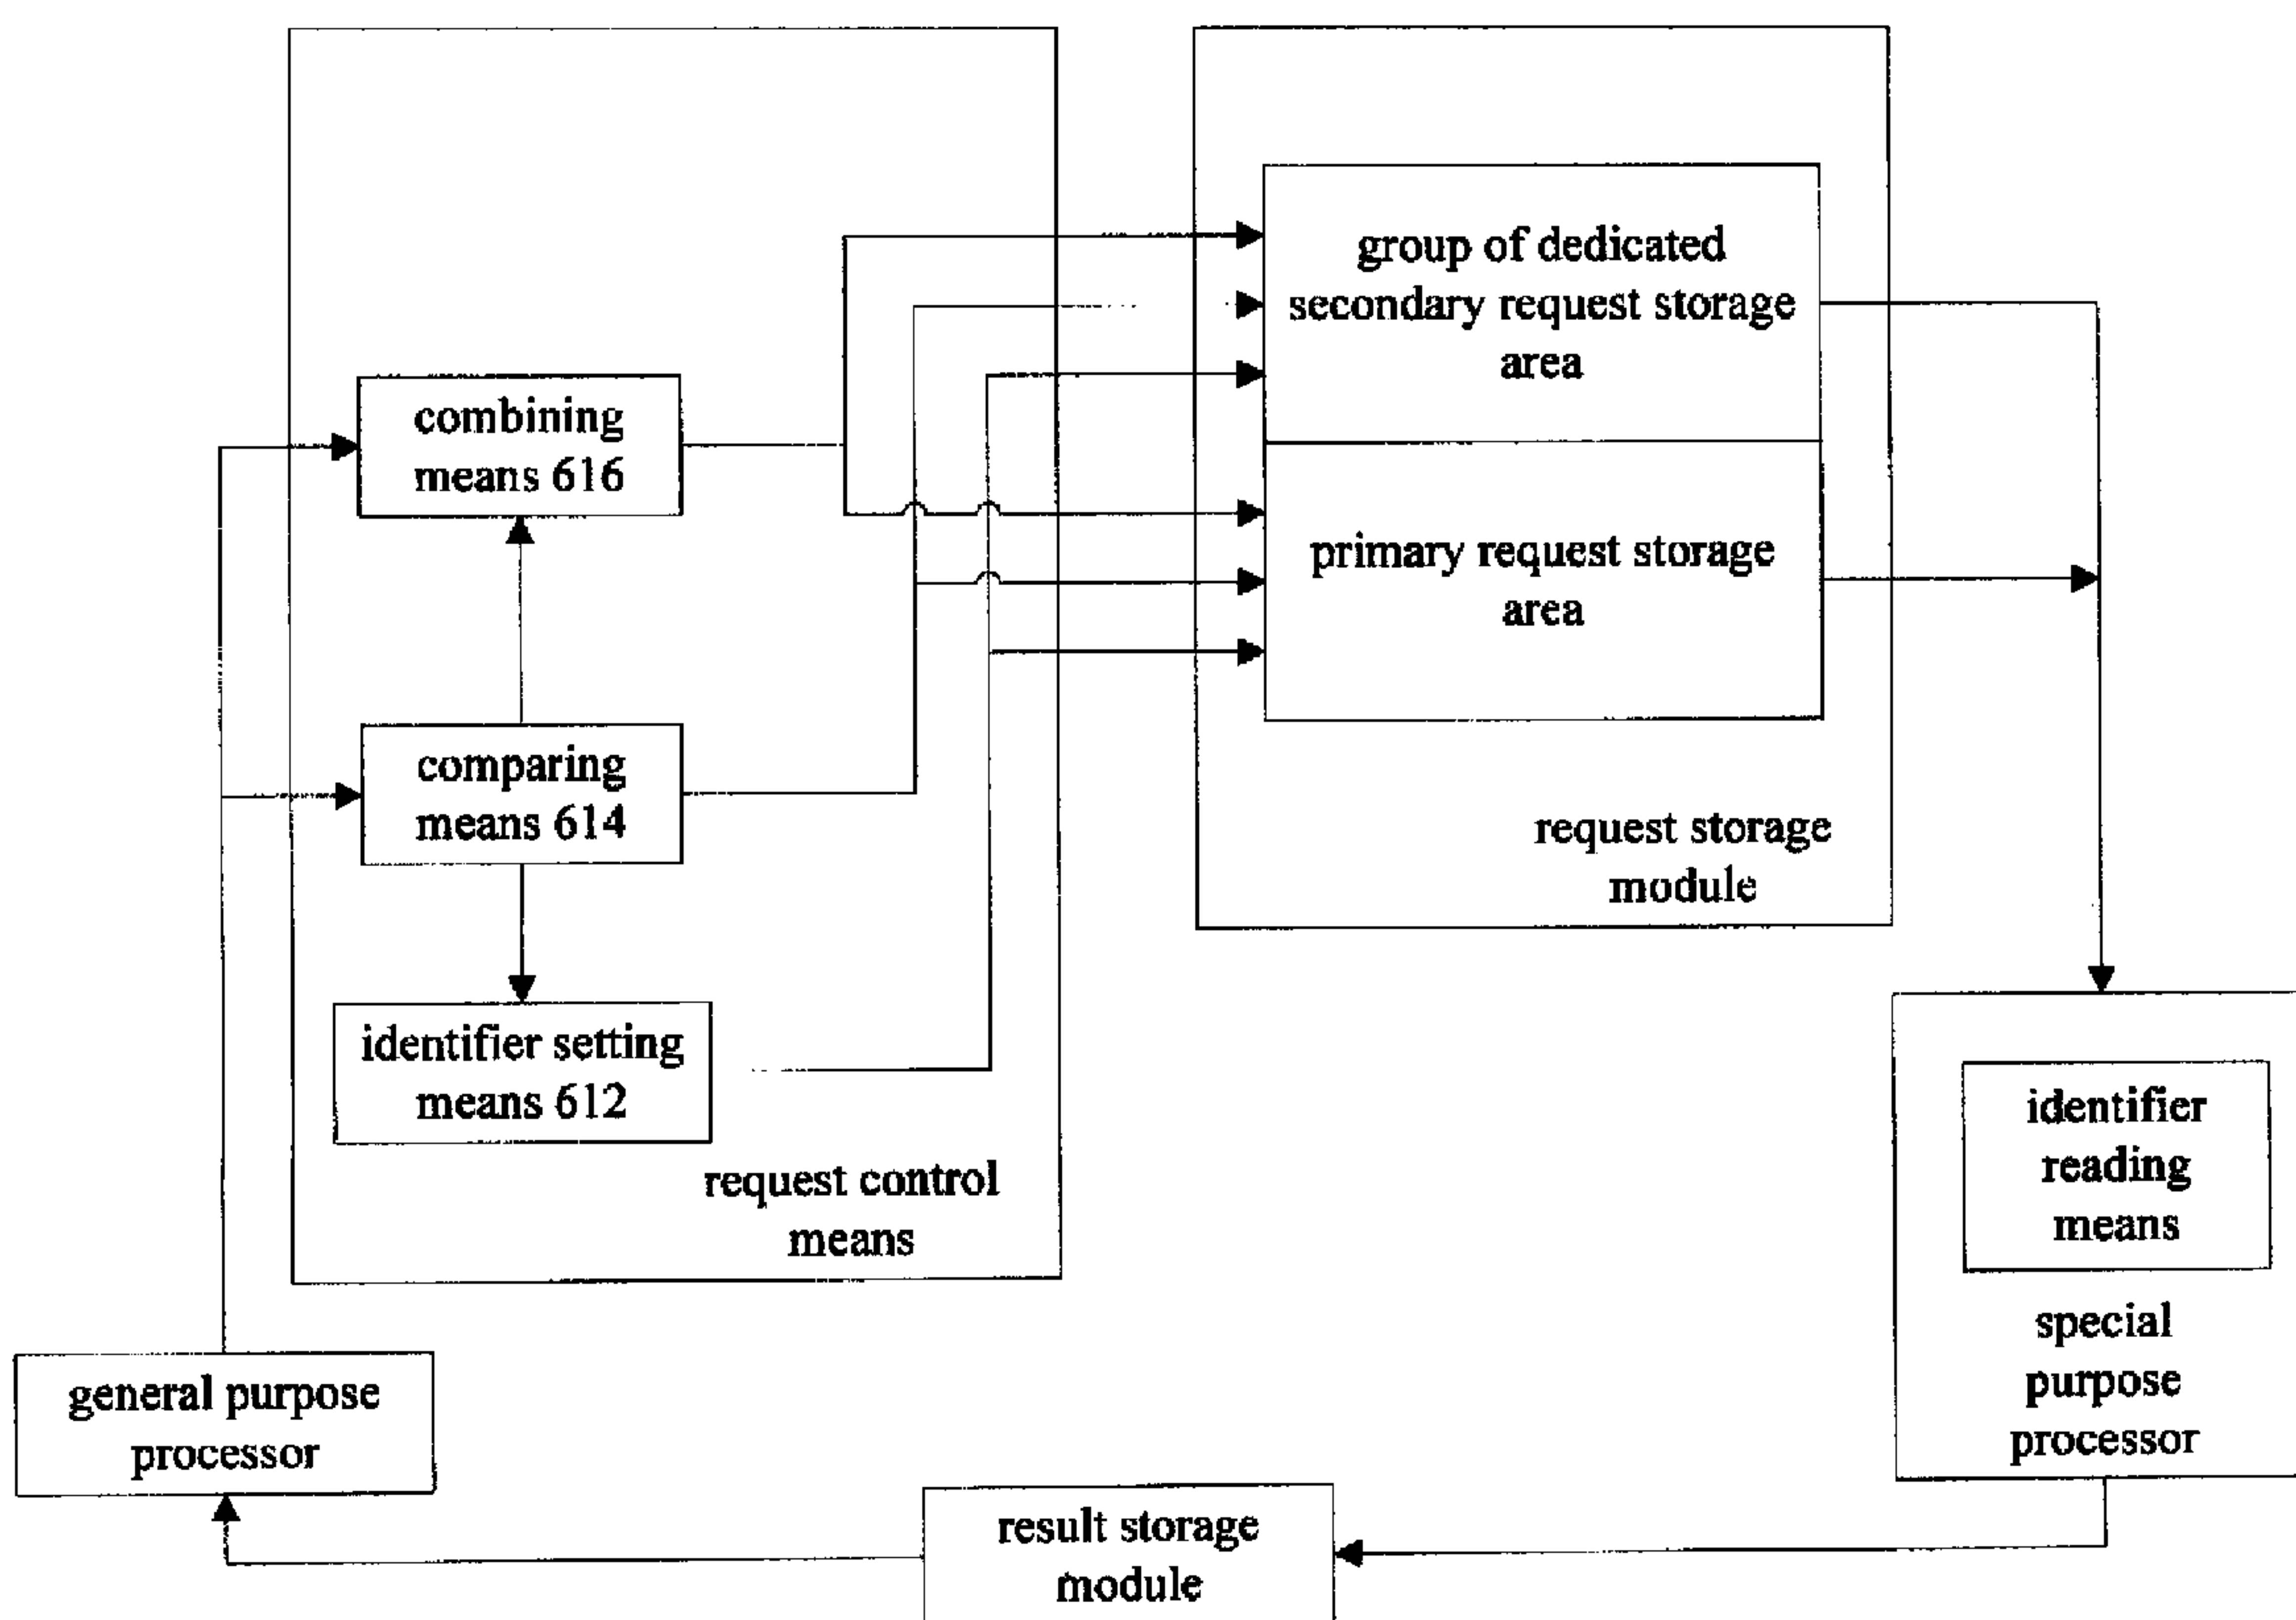 group of dedicated
secondary request storage
area
combining
means 616
primary request storage
area
comparing
means 614
request storage
module
identifier setting
means 612
request control
means
identifier
reading
means
special
purpose
processor
general purpose
processor
result storage
module